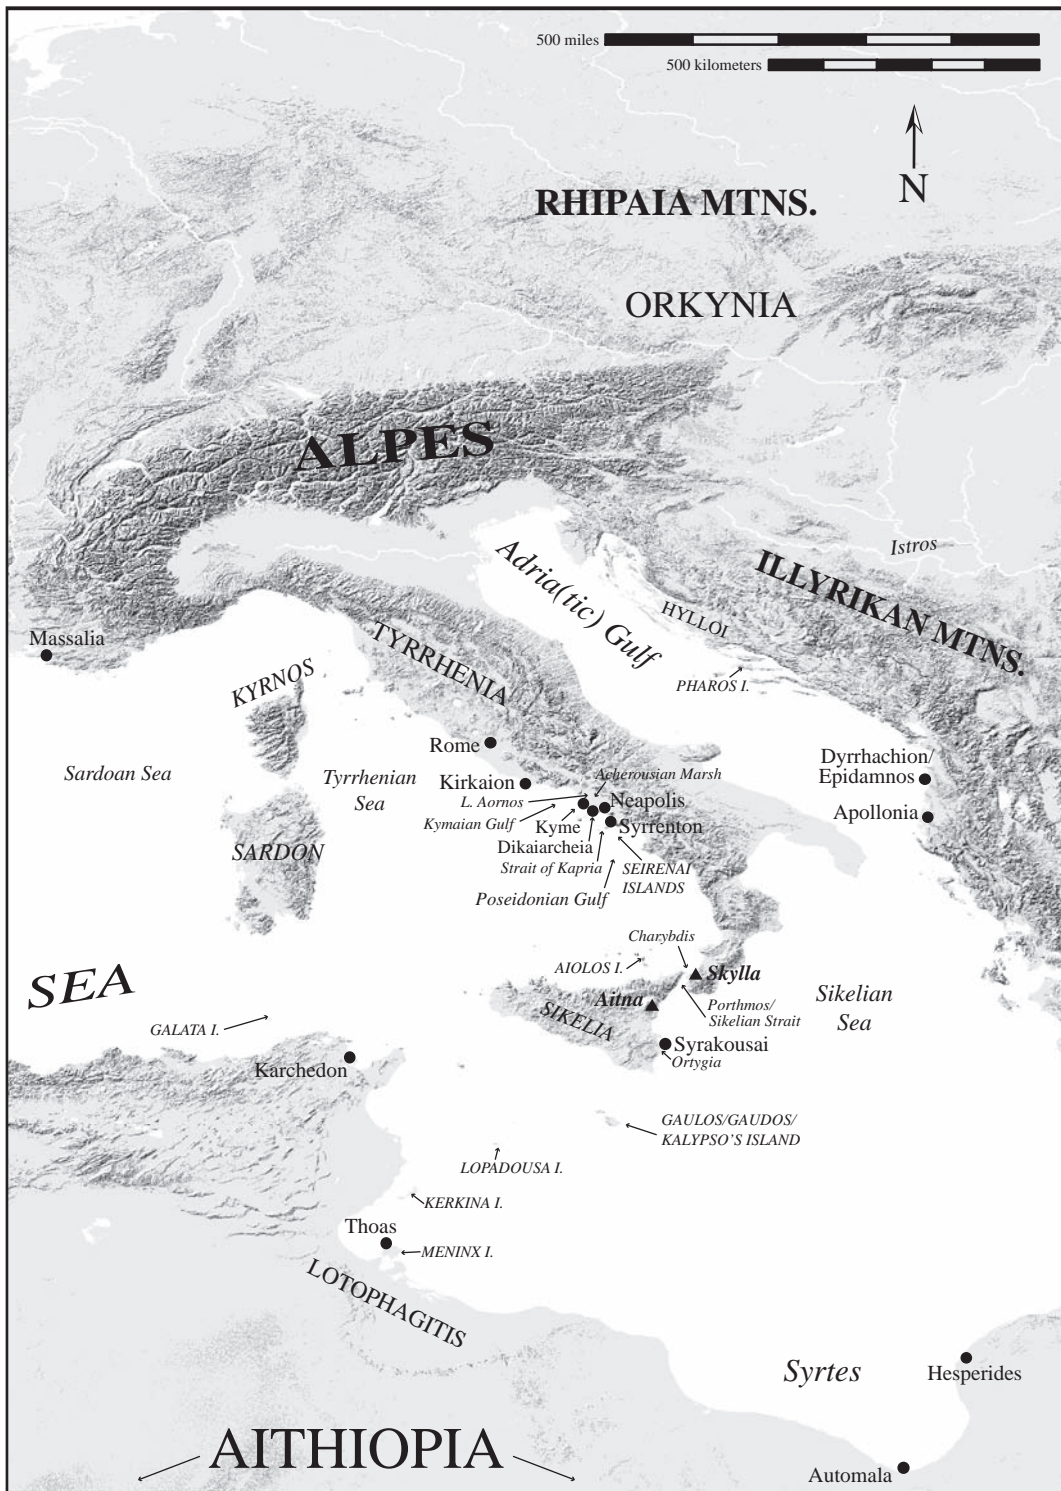 500 miles
500 kilometers
N
RHIPAIA MTNS.
ORKYNIA
ALPES
Istros
Adria(tic) Gulf
ILLYRIKAN MTNS.
HYLLOI
Massalia
TYRRHENIA
KYRNOS
PHAROS I.
Rome
Dyrrhachion/
Epidamnos
Sardoan Sea
Tyrrhenian
Sea
Kirkaion
Acherousian Marsh
L. Aornos
Neapolis
Apollonia
Kymaian Gulf
Kyme
Syrrenton
Dikaiarcheia
SARDON
Strait of Kapria
SEIRENAI
ISLANDS
Poseidonian Gulf
Charybdis
AIOLOS I.
Skylla
SEA
Aitna
Porthmos/
Sikelian Strait
Sikelian
Sea
SIKELIA
GALATA I.
Syrakousai
Karchedon
Ortygia
GAULOS/GAUDOS/
KALYPSO'S ISLAND
LOPADOUSA I.
KERKINA I.
Thoas
MENINX I.
LOTOPHAGITIS
Syrtes
Hesperides
AITHIOPIA
Automala